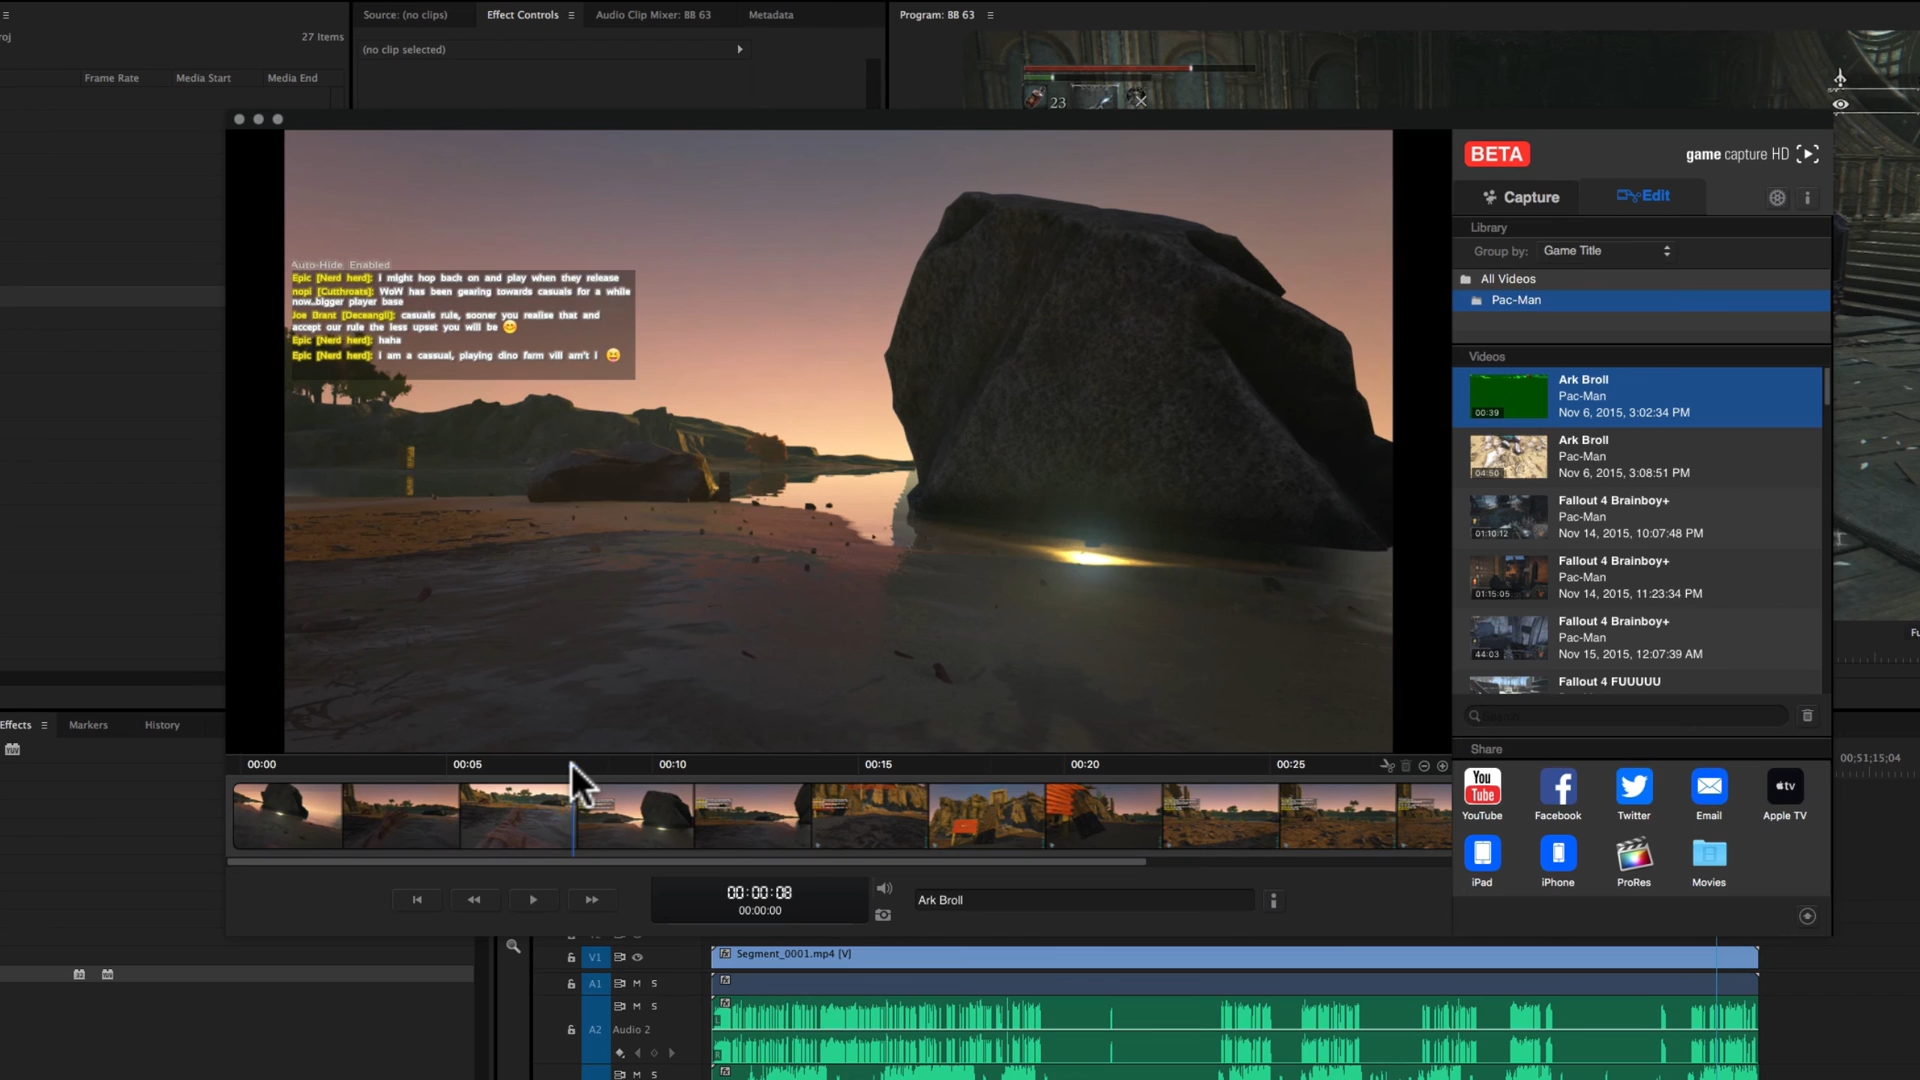 Source: (no clips)
Effect Controls
Audio Clip Mixer: BB 63
Metadata
Program: BB 63
roj
27 Items
(no clip selected)
Frame Rate
Media Start
Media End
23
BETA
game capture HD
Capture
Edit
Library
Group by:
Game Title
All Videos
Pac-Man
Auto-Hide Enabled
Epic [Nerd herd]: i might hop back on and play when they release
nopi [Cutthroats]: WoW has been gearing towards casuals for a while
now..bigger player base
Joe Brant [Deceangli]: casuals rule, sooner you realise that and
accept our rule the less upset you will be 😊
Epic [Nerd herd]: haha
Epic [Nerd herd]: i am a cassual, playing dino farm vill am't i 😆
Videos
Ark Broll
Pac-Man
00:39
Nov 6, 2015, 3:02:34 PM
Ark Broll
Pac-Man
04:50
Nov 6, 2015, 3:08:51 PM
Fallout 4 Brainboy+
Pac-Man
01:10:12
Nov 14, 2015, 10:07:48 PM
Fallout 4 Brainboy+
Pac-Man
01:15:05
Nov 14, 2015, 11:23:34 PM
Fallout 4 Brainboy+
Pac-Man
44:03
Nov 15, 2015, 12:07:39 AM
Fallout 4 FUUUUU
Search
Effects
Markers
History
Share
00;51;15;04
00:00
00:05
00:10
00:15
00:20
00:25
You
Tube
tv
YouTube
Facebook
Twitter
Email
Apple TV
iPad
iPhone
ProRes
Movies
00:00:08
00:00:00
Ark Broll
V1
Segment_0001.mp4 [V]
A1
M
S
M
S
A2
Audio 2
L
R
M
S